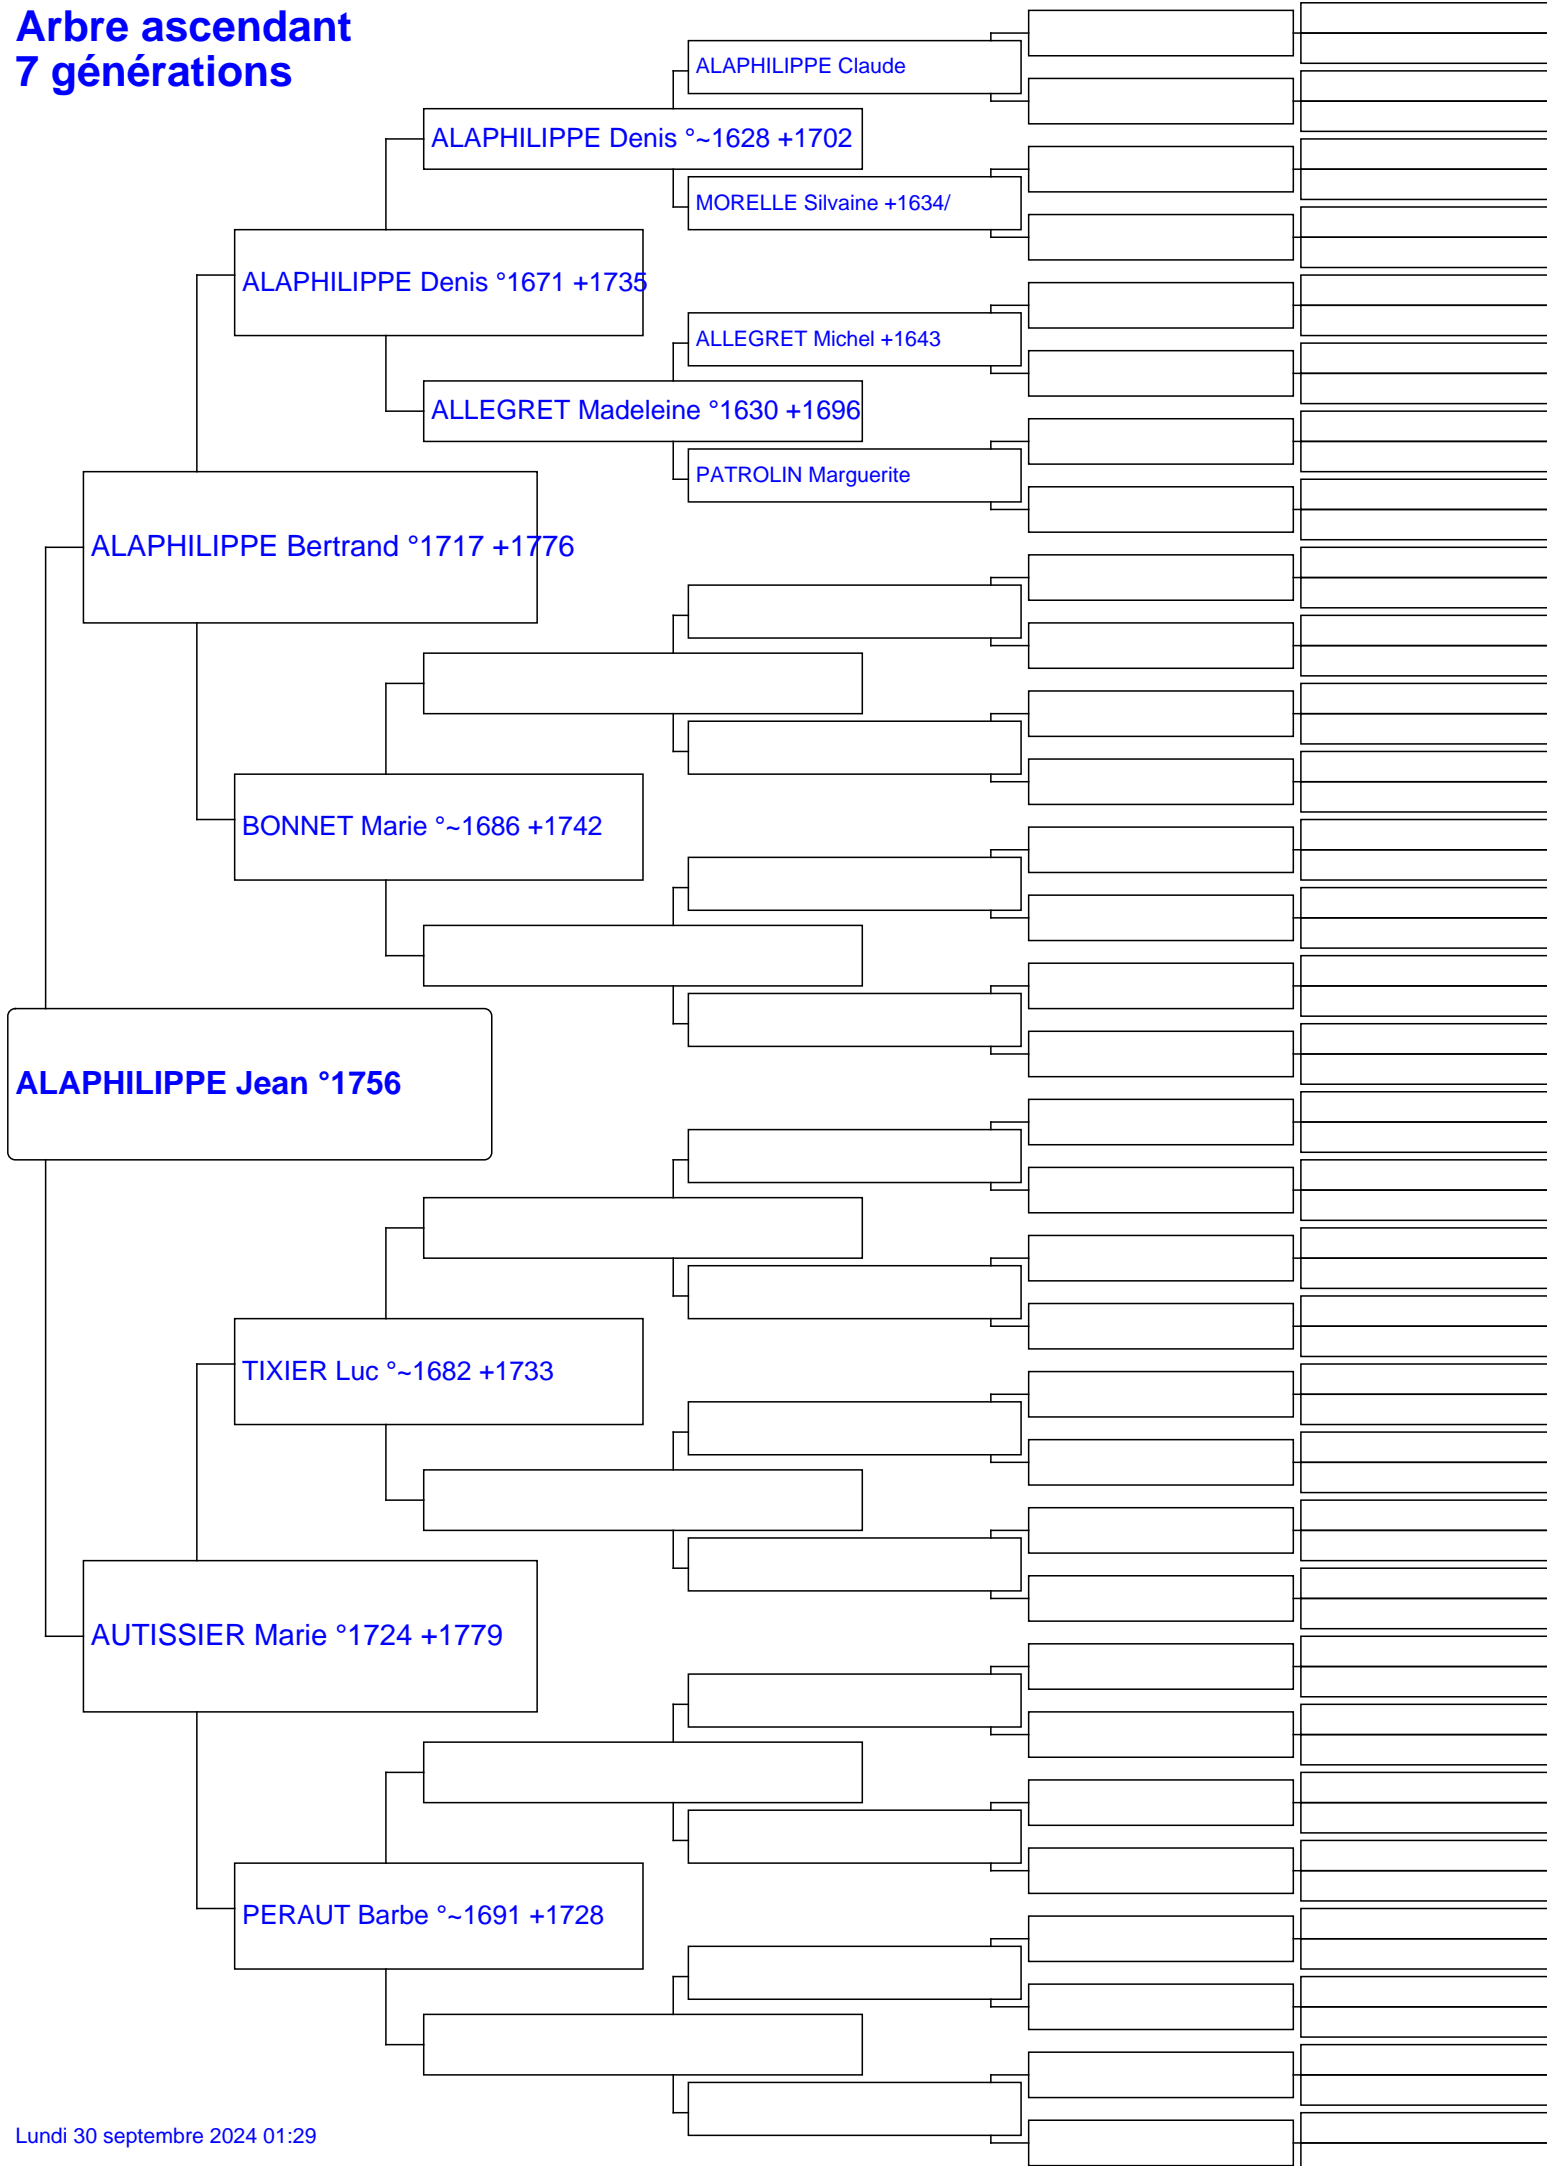 Arbre ascendant
7 générations
ALAPHILIPPE Claude
ALAPHILIPPE Denis °~1628 +1702
MORELLE Silvaine +1634/
ALAPHILIPPE Denis °1671 +1735
ALLEGRET Michel +1643
ALLEGRET Madeleine °1630 +1696
PATROLIN Marguerite
ALAPHILIPPE Bertrand °1717 +1776
BONNET Marie °~1686 +1742
ALAPHILIPPE Jean °1756
TIXIER Luc °~1682 +1733
AUTISSIER Marie °1724 +1779
PERAUT Barbe °~1691 +1728
Lundi 30 septembre 2024 01:29